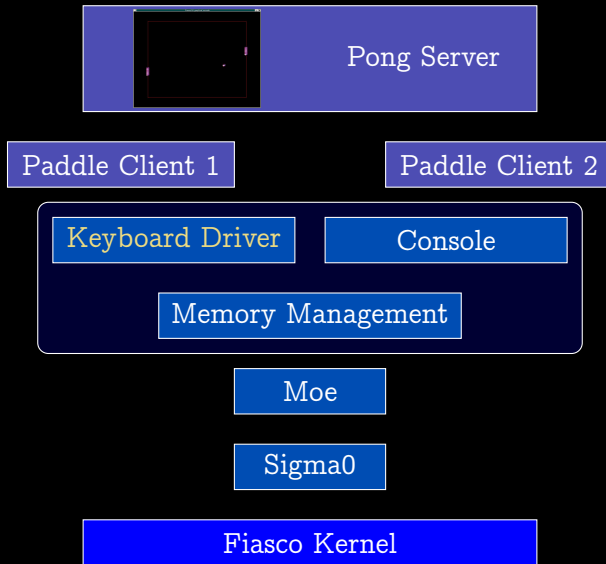 Pong Server
Paddle Client 1
Paddle Client 2
Keyboard Driver
Console
Memory Management
Moe
Sigma0
Fiasco Kernel